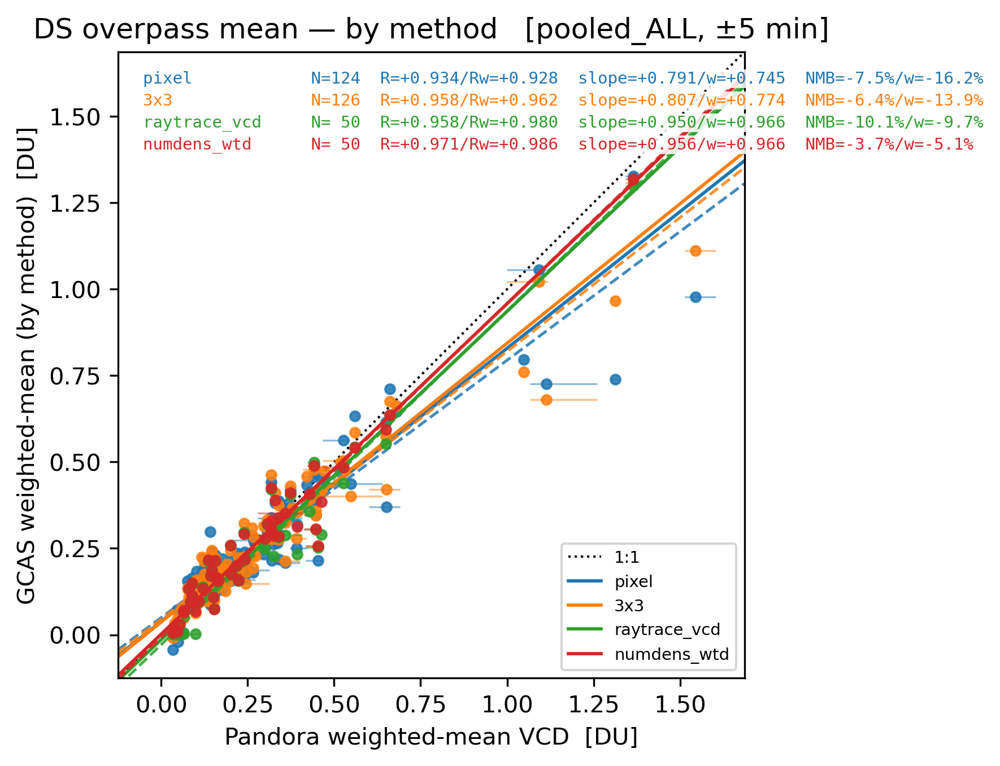 DS overpass mean — by method   [pooled_ALL, ±5 min]
pixel            N=124  R=+0.934/Rw=+0.928  slope=+0.791/w=+0.745  NMB=-7.5%/w=-16.2%
3x3              N=126  R=+0.958/Rw=+0.962  slope=+0.807/w=+0.774  NMB=-6.4%/w=-13.9%
raytrace_vcd     N= 50  R=+0.958/Rw=+0.980  slope=+0.950/w=+0.966  NMB=-10.1%/w=-9.7%
numdens_wtd      N= 50  R=+0.971/Rw=+0.986  slope=+0.956/w=+0.966  NMB=-3.7%/w=-5.1%
GCAS weighted-mean (by method)  [DU]
1.50
1.25
1.00
0.75
0.50
0.25
0.00
1:1
pixel
3x3
raytrace_vcd
numdens_wtd
0.00 0.25 0.50 0.75 1.00 1.25 1.50
Pandora weighted-mean VCD  [DU]